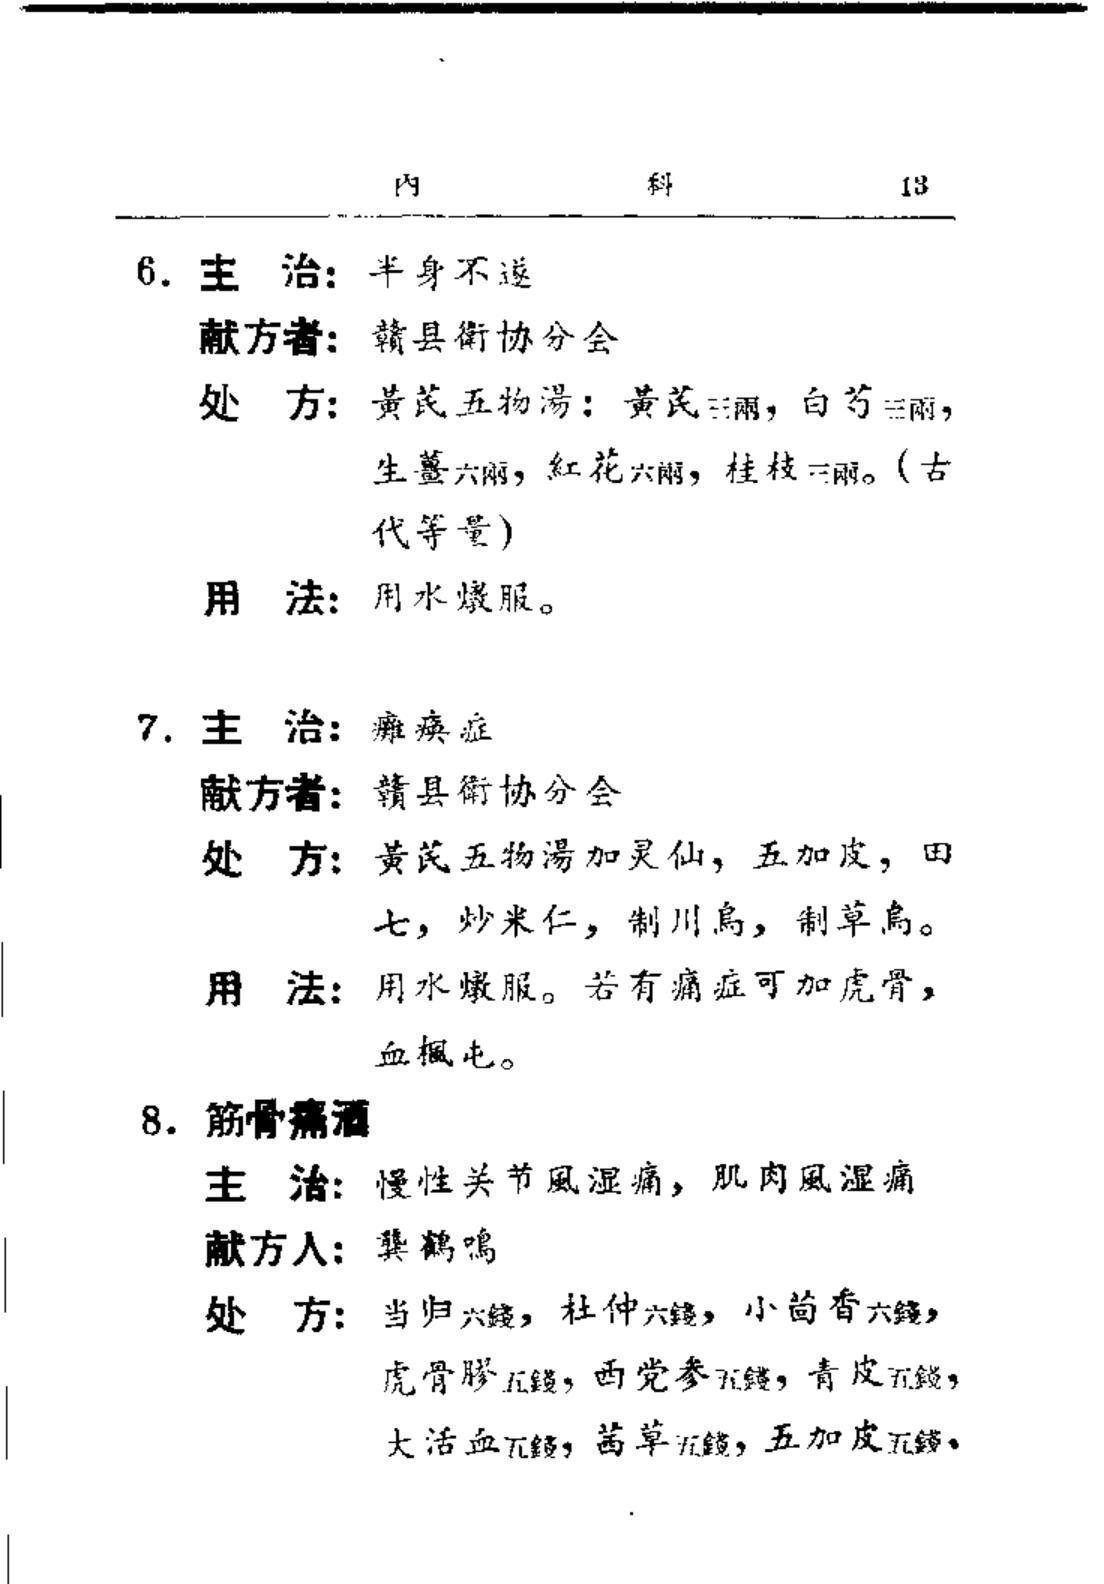 內 科 13
6. 主 治: 半身不遂
献方者: 贛县衛协分会
处 方: 黃芪五物湯: 黃芪三兩, 白芍三兩,
生薑六兩, 紅花六兩, 桂枝三兩。(古
代等量)
用 法: 用水燉服。
7. 主 治: 瘫痪症
献方者: 贛县衛协分会
处 方: 黃芪五物湯加灵仙, 五加皮, 田
七, 炒米仁, 制川烏, 制草烏。
用 法: 用水燉服。若有痛症可加虎骨,
血楓屯。
8. 筋骨痛酒
主 治: 慢性关节風湿痛, 肌肉風湿痛
献方人: 龔鶴鳴
处 方: 当归六錢, 杜仲六錢, 小茴香六錢,
虎骨膠五錢, 西党参五錢, 青皮五錢,
大活血五錢, 茜草五錢, 五加皮五錢.